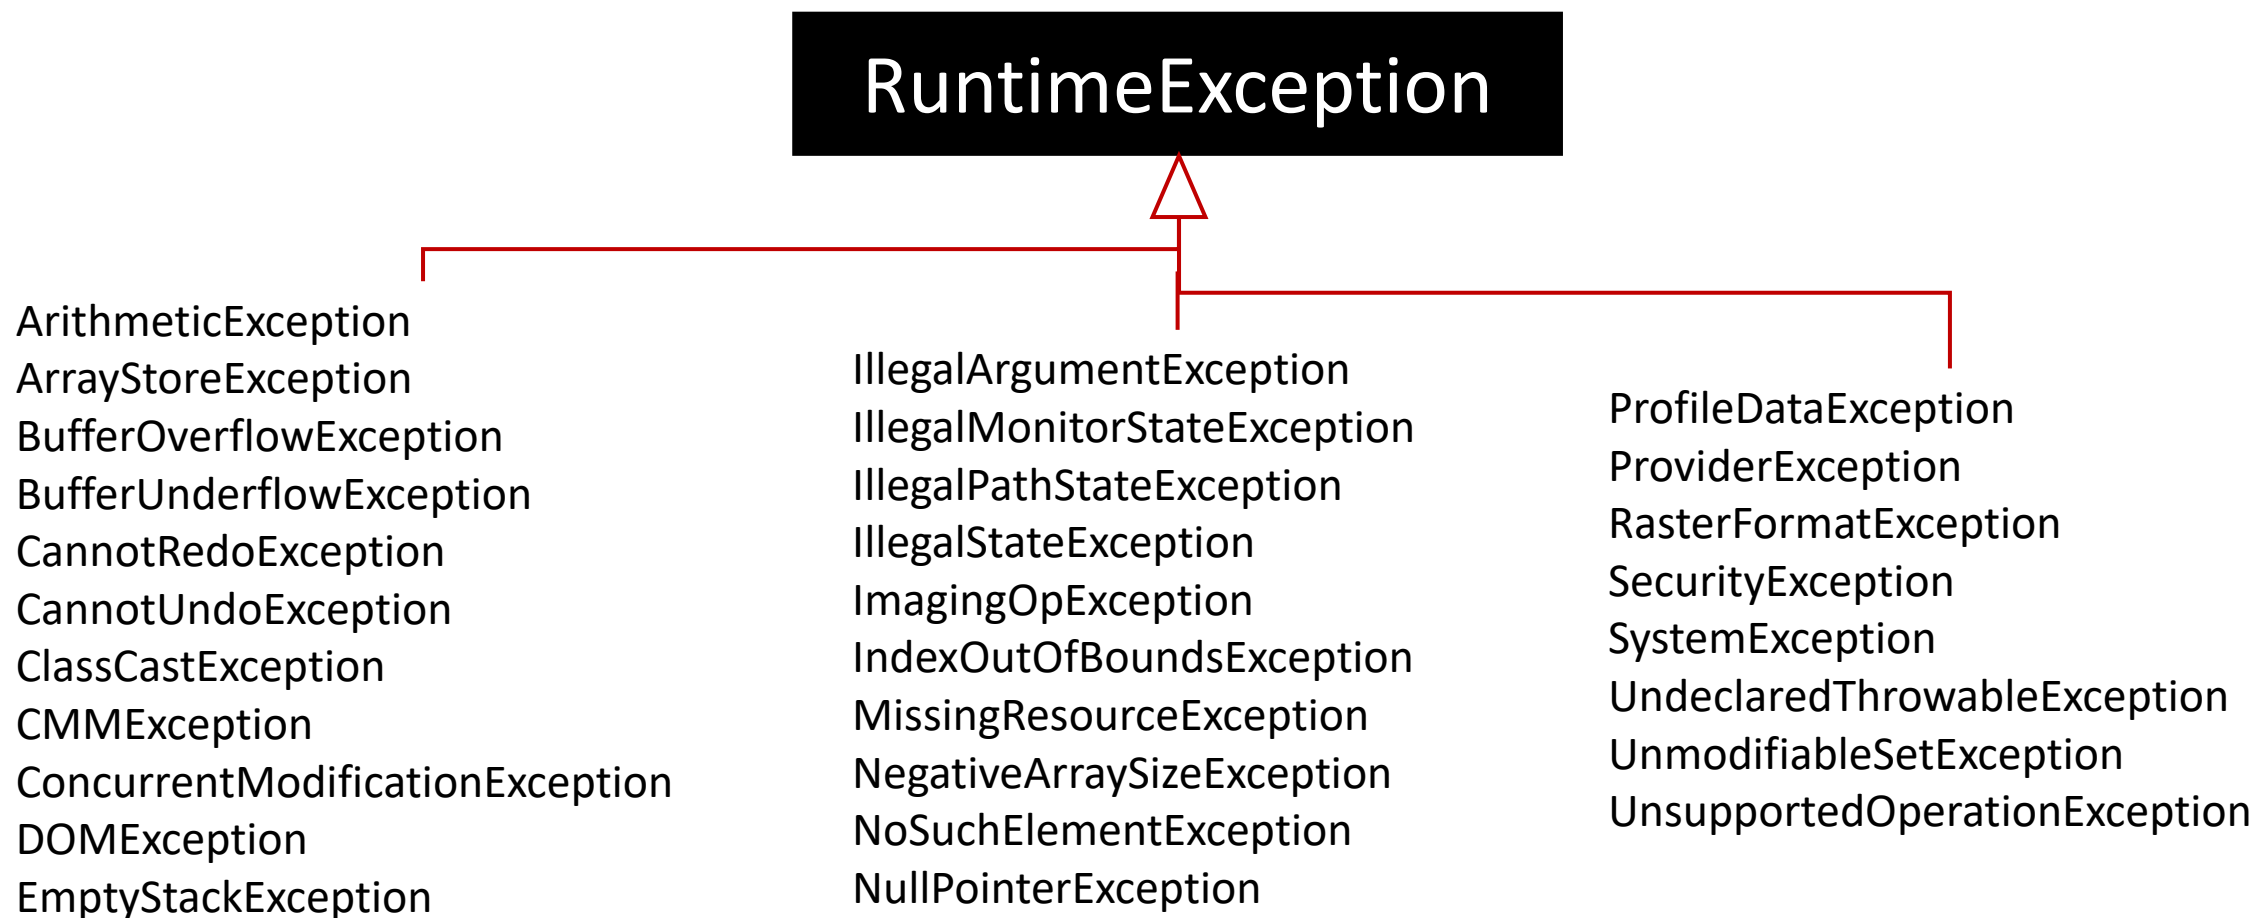 RuntimeException
ArithmeticException
ArrayStoreException
BufferOverflowException
BufferUnderflowException
CannotRedoException
CannotUndoException
ClassCastException
CMMException
ConcurrentModificationException
DOMException
EmptyStackException
IllegalArgumentException
IllegalMonitorStateException
IllegalPathStateException
IllegalStateException
ImagingOpException
IndexOutOfBoundsException
MissingResourceException
NegativeArraySizeException
NoSuchElementException
NullPointerException
ProfileDataException
ProviderException
RasterFormatException
SecurityException
SystemException
UndeclaredThrowableException
UnmodifiableSetException
UnsupportedOperationException